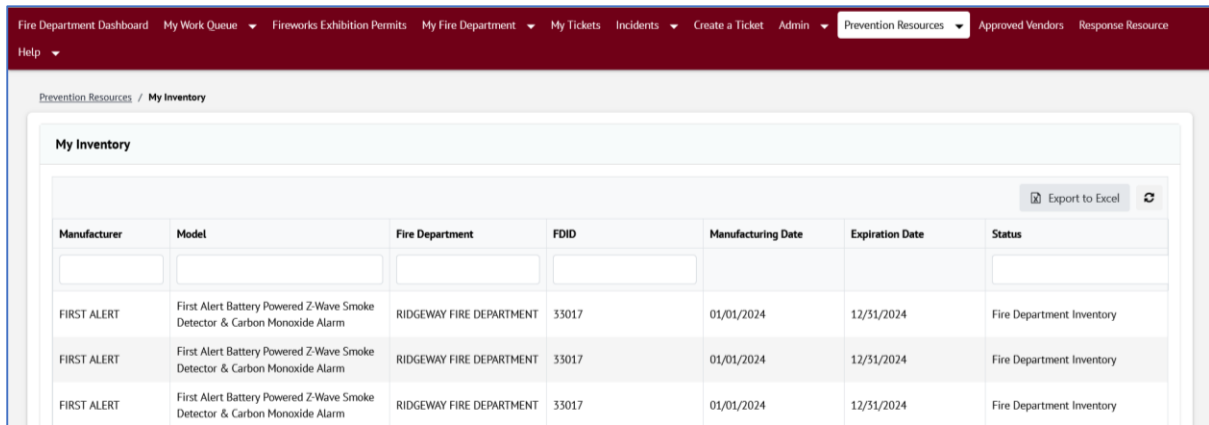 Fire Department Dashboard My Work Queue Fireworks Exhibition Permits My Fire Department My Tickets Incidents Create a Ticket Admin Prevention Resources Approved Vendors Response Resource
Help
Prevention Resources / My Inventory
My Inventory
Export to Excel
Manufacturer Model Fire Department FDID Manufacturing Date Expiration Date Status
FIRST ALERT First Alert Battery Powered Z-Wave Smoke RIDGEWAY FIRE DEPARTMENT 33017 01/01/2024 12/31/2024 Fire Department Inventory
Detector & Carbon Monoxide Alarm
FIRST ALERT First Alert Battery Powered Z-Wave Smoke RIDGEWAY FIRE DEPARTMENT 33017 01/01/2024 12/31/2024 Fire Department Inventory
Detector & Carbon Monoxide Alarm
FIRST ALERT First Alert Battery Powered Z-Wave Smoke RIDGEWAY FIRE DEPARTMENT 33017 01/01/2024 12/31/2024 Fire Department Inventory
Detector & Carbon Monoxide Alarm